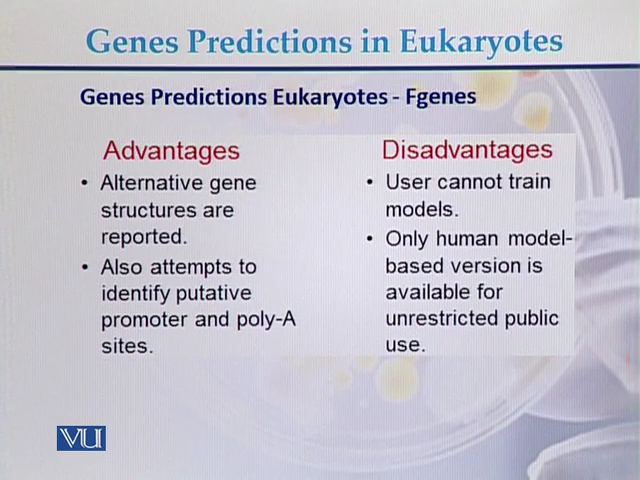 Genes Predictions in Eukaryotes
Genes Predictions Eukaryotes - Fgenes
Advantages
• Alternative gene
structures are
reported.
• Also attempts to
identify putative
promoter and poly-A
sites.
Disadvantages
• User cannot train
models.
• Only human model-
based version is
available for
unrestricted public
use.
VU